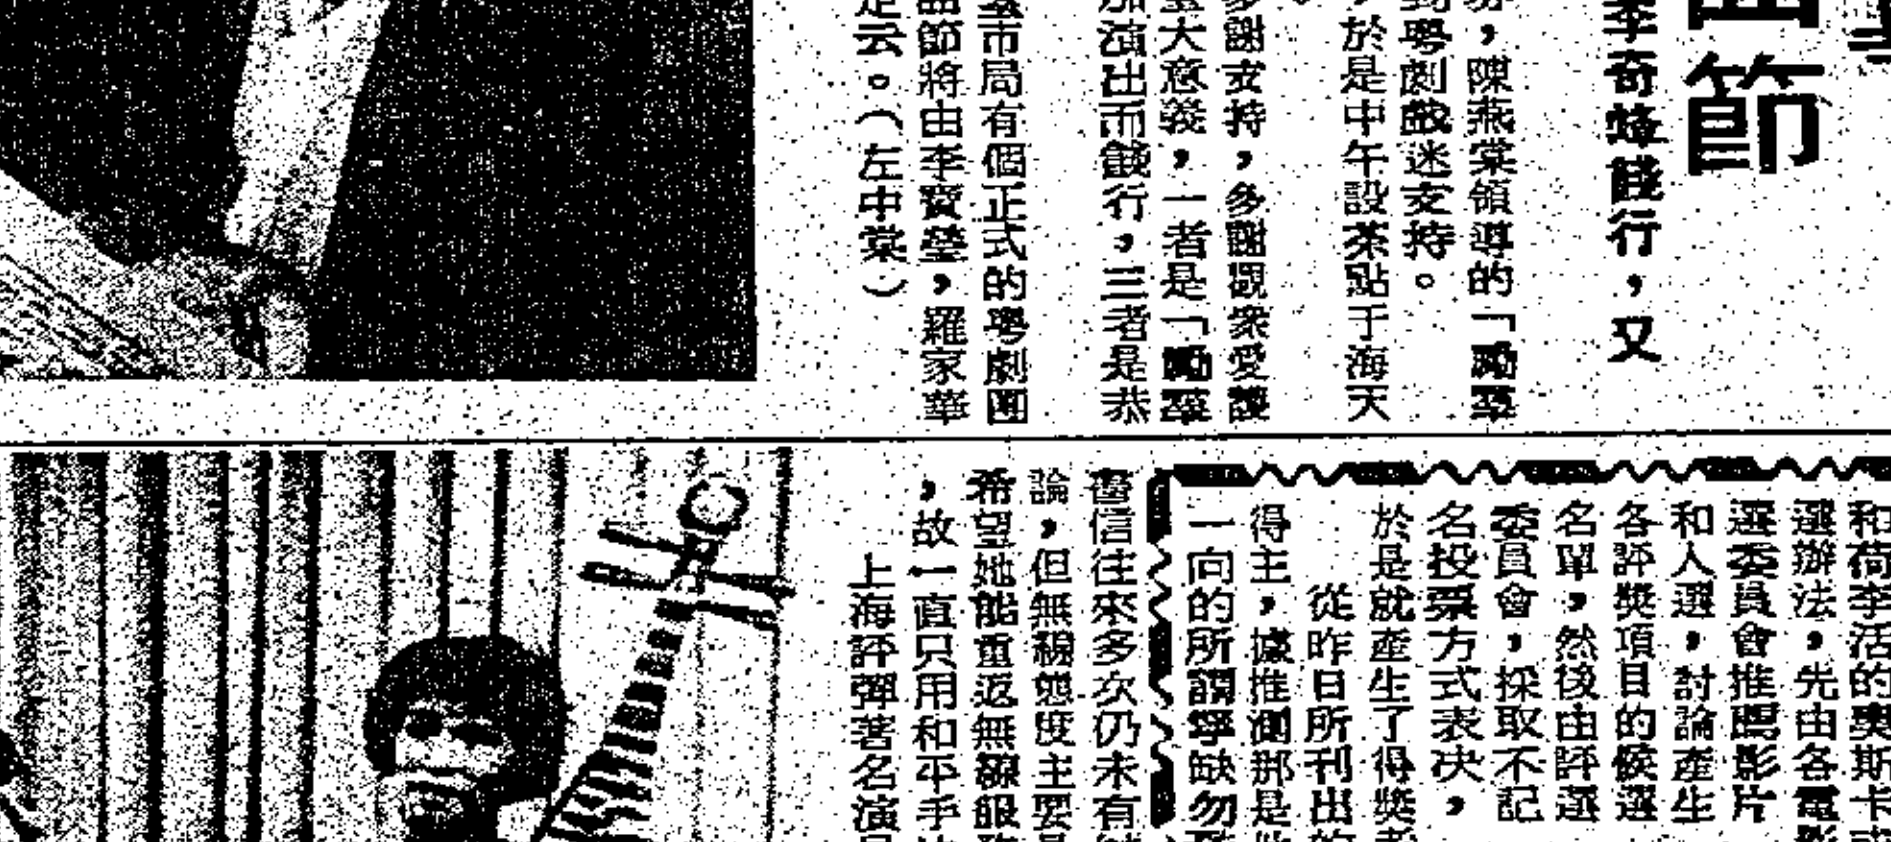 曲節
李奇峰餞行，又
，陳燕棠領導的「勵羣
到粵劇戲迷支持。
，於是中午設茶點于海天
多謝支持，多謝觀衆愛護
大意義，一者是「勵羣
加演出而餞行，三者是恭
市局有個正式的粵劇團
曲節將由李寶瑩，羅家華
定云。（左中棠）
和荷李活的奧斯卡
選辦法，先由各電影
選委員會推薦影片
和人選，討論產生
各評獎項目的候選
名單，然後由評選
委員會，採取不記
名投票方式表決，
於是就產生了得獎者
從昨日所刊出的
得主，據推測那是
一向的所謂寧缺勿
書信往來多次仍未有
論，但無綫態度主要是
希望她能重返無綫服務
，故一直只用和平手
上海評彈著名演員